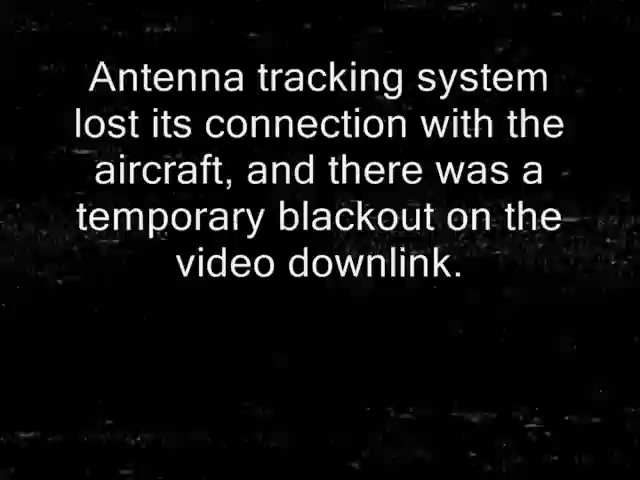 Antenna tracking system
lost its connection with the
aircraft, and there was a
temporary blackout on the
video downlink.